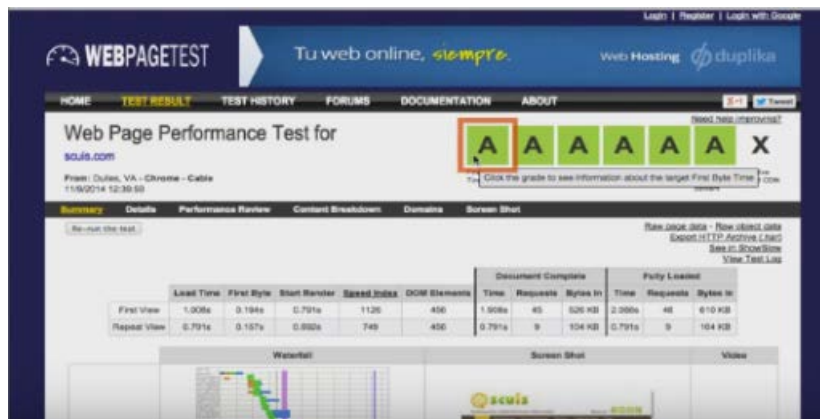 Login | Register | Login with Google
WEBPAGETEST
Tu web online, siempre.
Web Hosting duplika
HOME TEST RESULT TEST HISTORY FORUMS DOCUMENTATION ABOUT
Tweet
Need help improving?
Web Page Performance Test for
scuis.com
From: Dulles, VA - Chrome - Cable
11/9/2014 12:39:50
A A A A A A X
Click the grade to see information about the target First Byte Time
Summary Details Performance Review Content Breakdown Domains Screen Shot
Re-run the test
Raw page data - Raw object data
Export HTTP Archive (.har)
See in ShowSlow
View Test Log
Document Complete Fully Loaded
Load Time First Byte Start Render Speed Index DOM Elements Time Requests Bytes In Time Requests Bytes In
First View 1.908s 0.194s 0.791s 1126 456 1.908s 45 526 KB 2.088s 46 610 KB
Repeat View 0.791s 0.157s 0.892s 749 456 0.791s 9 104 KB 0.791s 9 104 KB
Waterfall Screen Shot Video
scuis